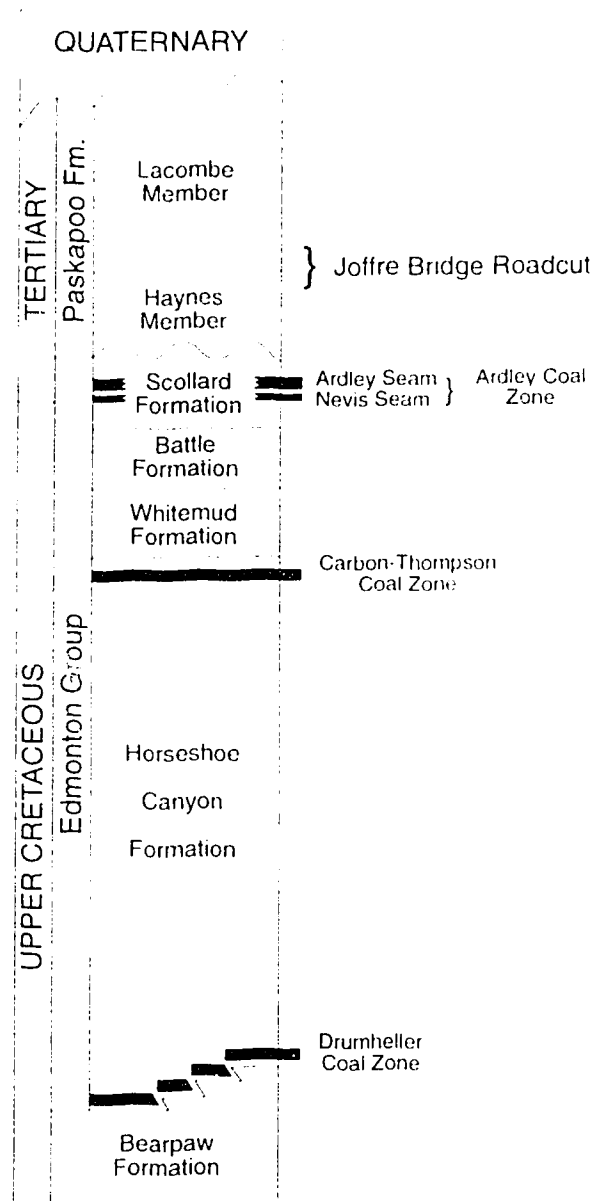 QUATERNARY
TERTIARY
Paskapoo Fm.
Lacombe
Member
Haynes
Member
} Joffre Bridge Roadcut
Scollard
Formation
Ardley Seam
Nevis Seam
} Ardley Coal
Zone
Battle
Formation
Whitemud
Formation
Carbon-Thompson
Coal Zone
UPPER CRETACEOUS
Edmonton Group
Horseshoe
Canyon
Formation
Drumheller
Coal Zone
Bearpaw
Formation